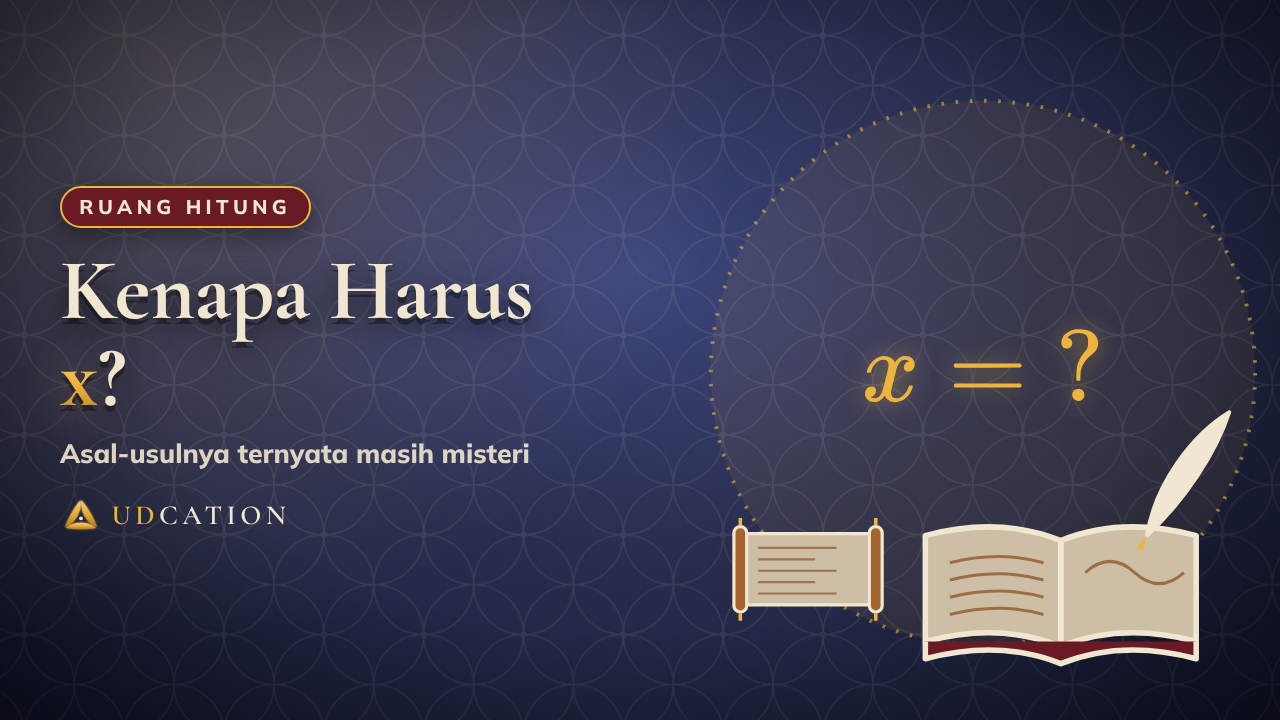 RUANG HITUNG
Kenapa Harus
x?
Asal-usulnya ternyata masih misteri
UDCATION
x = ?